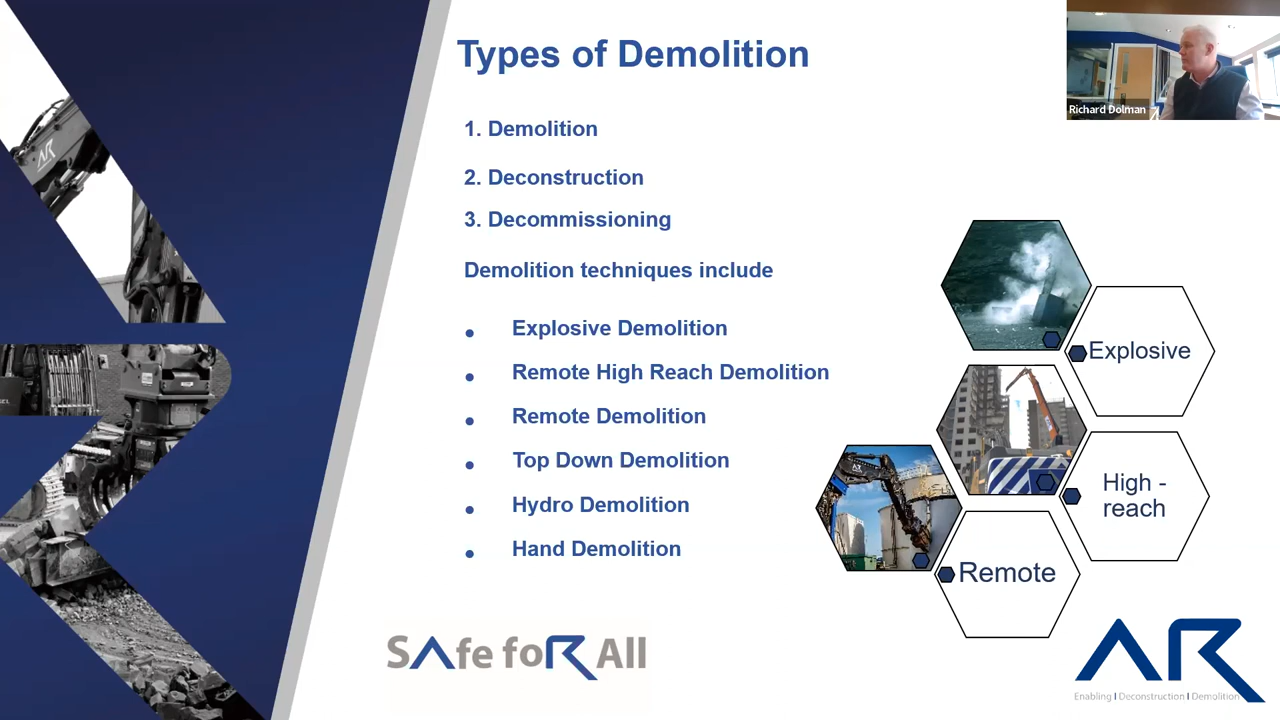 Types of Demolition
Richard Dolman
1. Demolition
2. Deconstruction
3. Decommissioning
Demolition techniques include
• Explosive Demolition
• Remote High Reach Demolition
• Remote Demolition
• Top Down Demolition
• Hydro Demolition
• Hand Demolition
Explosive
High -
reach
Remote
Safe foR All
AR
Enabling | Deconstruction | Demolition
AR